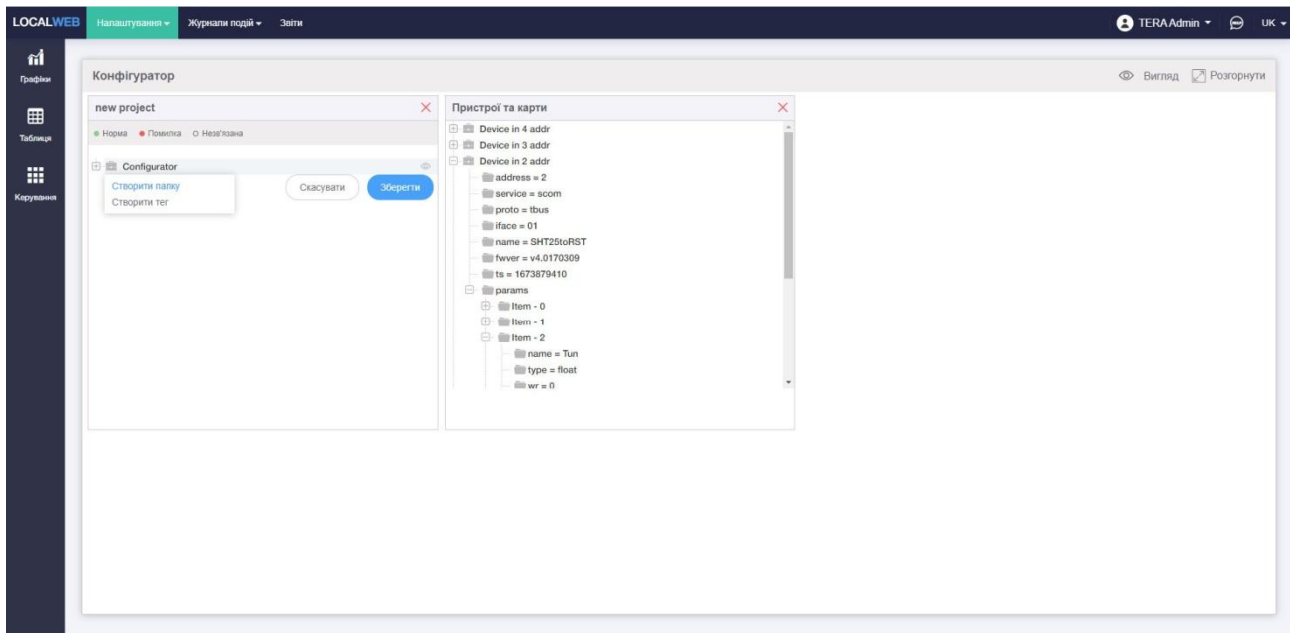 LOCALWEB Налаштування Журнали подій Звіти TERA Admin UK
Графіки
Таблиця
Керування
Конфігуратор Вигляд Розгорнути
new project
Норма Помилка Незв'язана
Configurator
Створити папку
Створити тег
Скасувати Зберегти
Пристрої та карти
Device in 4 addr
Device in 3 addr
Device in 2 addr
address = 2
service = scom
proto = tbus
iface = 01
name = SHT25toRST
fwver = v4.0170309
ts = 1673879410
params
Item - 0
Item - 1
Item - 2
name = Tun
type = float
wr = 0